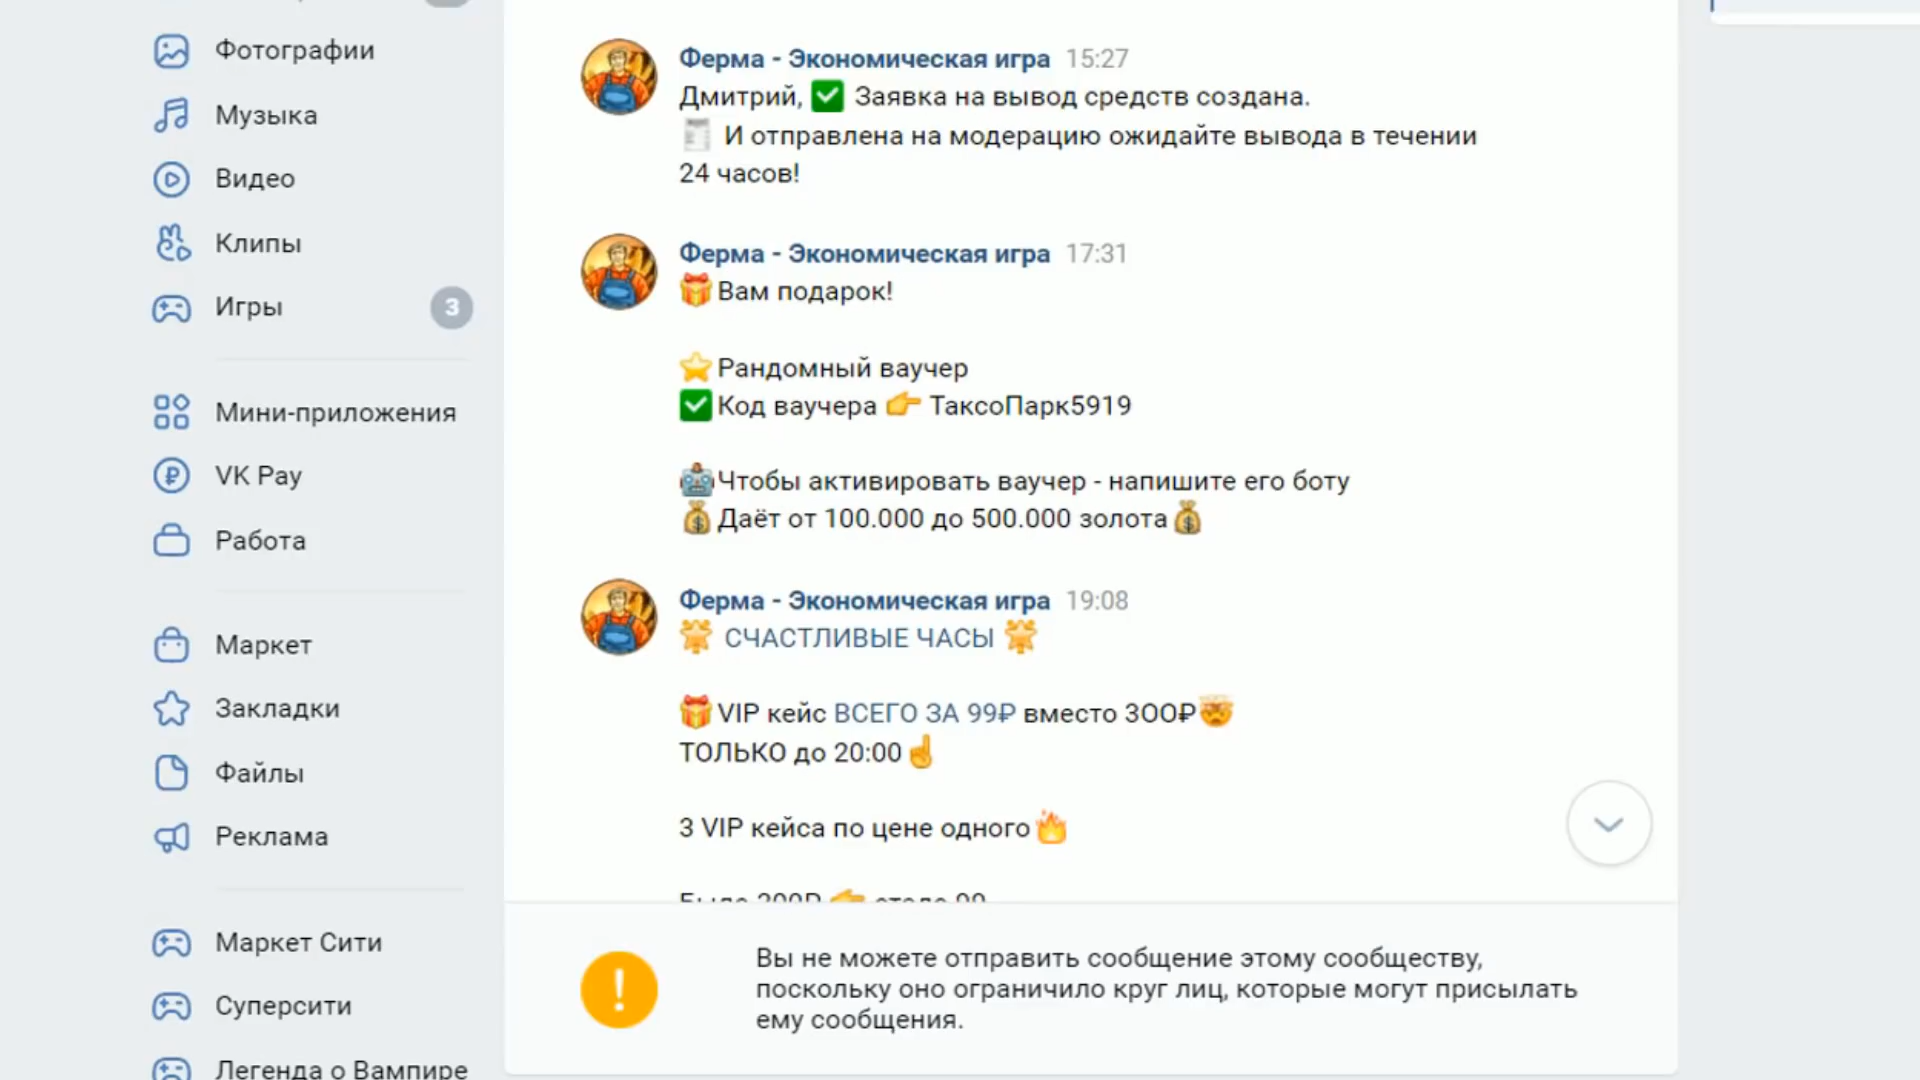 Фотографии
Музыка
Видео
Клипы
Игры 3
Мини-приложения
VK Pay
Работа
Маркет
Закладки
Файлы
Реклама
Маркет Сити
Суперсити
Легенда о Вампире
Ферма - Экономическая игра 15:27
Дмитрий, ✅ Заявка на вывод средств создана.
И отправлена на модерацию ожидайте вывода в течении
24 часов!
Ферма - Экономическая игра 17:31
🎁Вам подарок!
⭐Рандомный ваучер
✅Код ваучера 👉 ТаксоПарк5919
🤖Чтобы активировать ваучер - напишите его боту
💰Даёт от 100.000 до 500.000 золота💰
Ферма - Экономическая игра 19:08
🌟 СЧАСТЛИВЫЕ ЧАСЫ 🌟
🎁VIP кейс ВСЕГО ЗА 99₽ вместо 3ОО₽🤯
ТОЛЬКО до 20:00☝
3 VIP кейса по цене одного🔥
Вы не можете отправить сообщение этому сообществу,
поскольку оно ограничило круг лиц, которые могут присылать
ему сообщения.